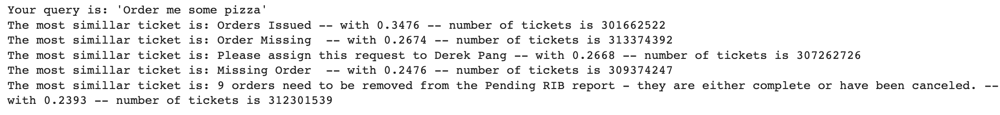 Your query is: 'Order me some pizza'
The most simillar ticket is: Orders Issued -- with 0.3476 -- number of tickets is 301662522
The most simillar ticket is: Order Missing  -- with 0.2674 -- number of tickets is 313374392
The most simillar ticket is: Please assign this request to Derek Pang -- with 0.2668 -- number of tickets is 307262726
The most simillar ticket is: Missing Order  -- with 0.2476 -- number of tickets is 309374247
The most simillar ticket is: 9 orders need to be removed from the Pending RIB report - they are either complete or have been canceled. --
with 0.2393 -- number of tickets is 312301539